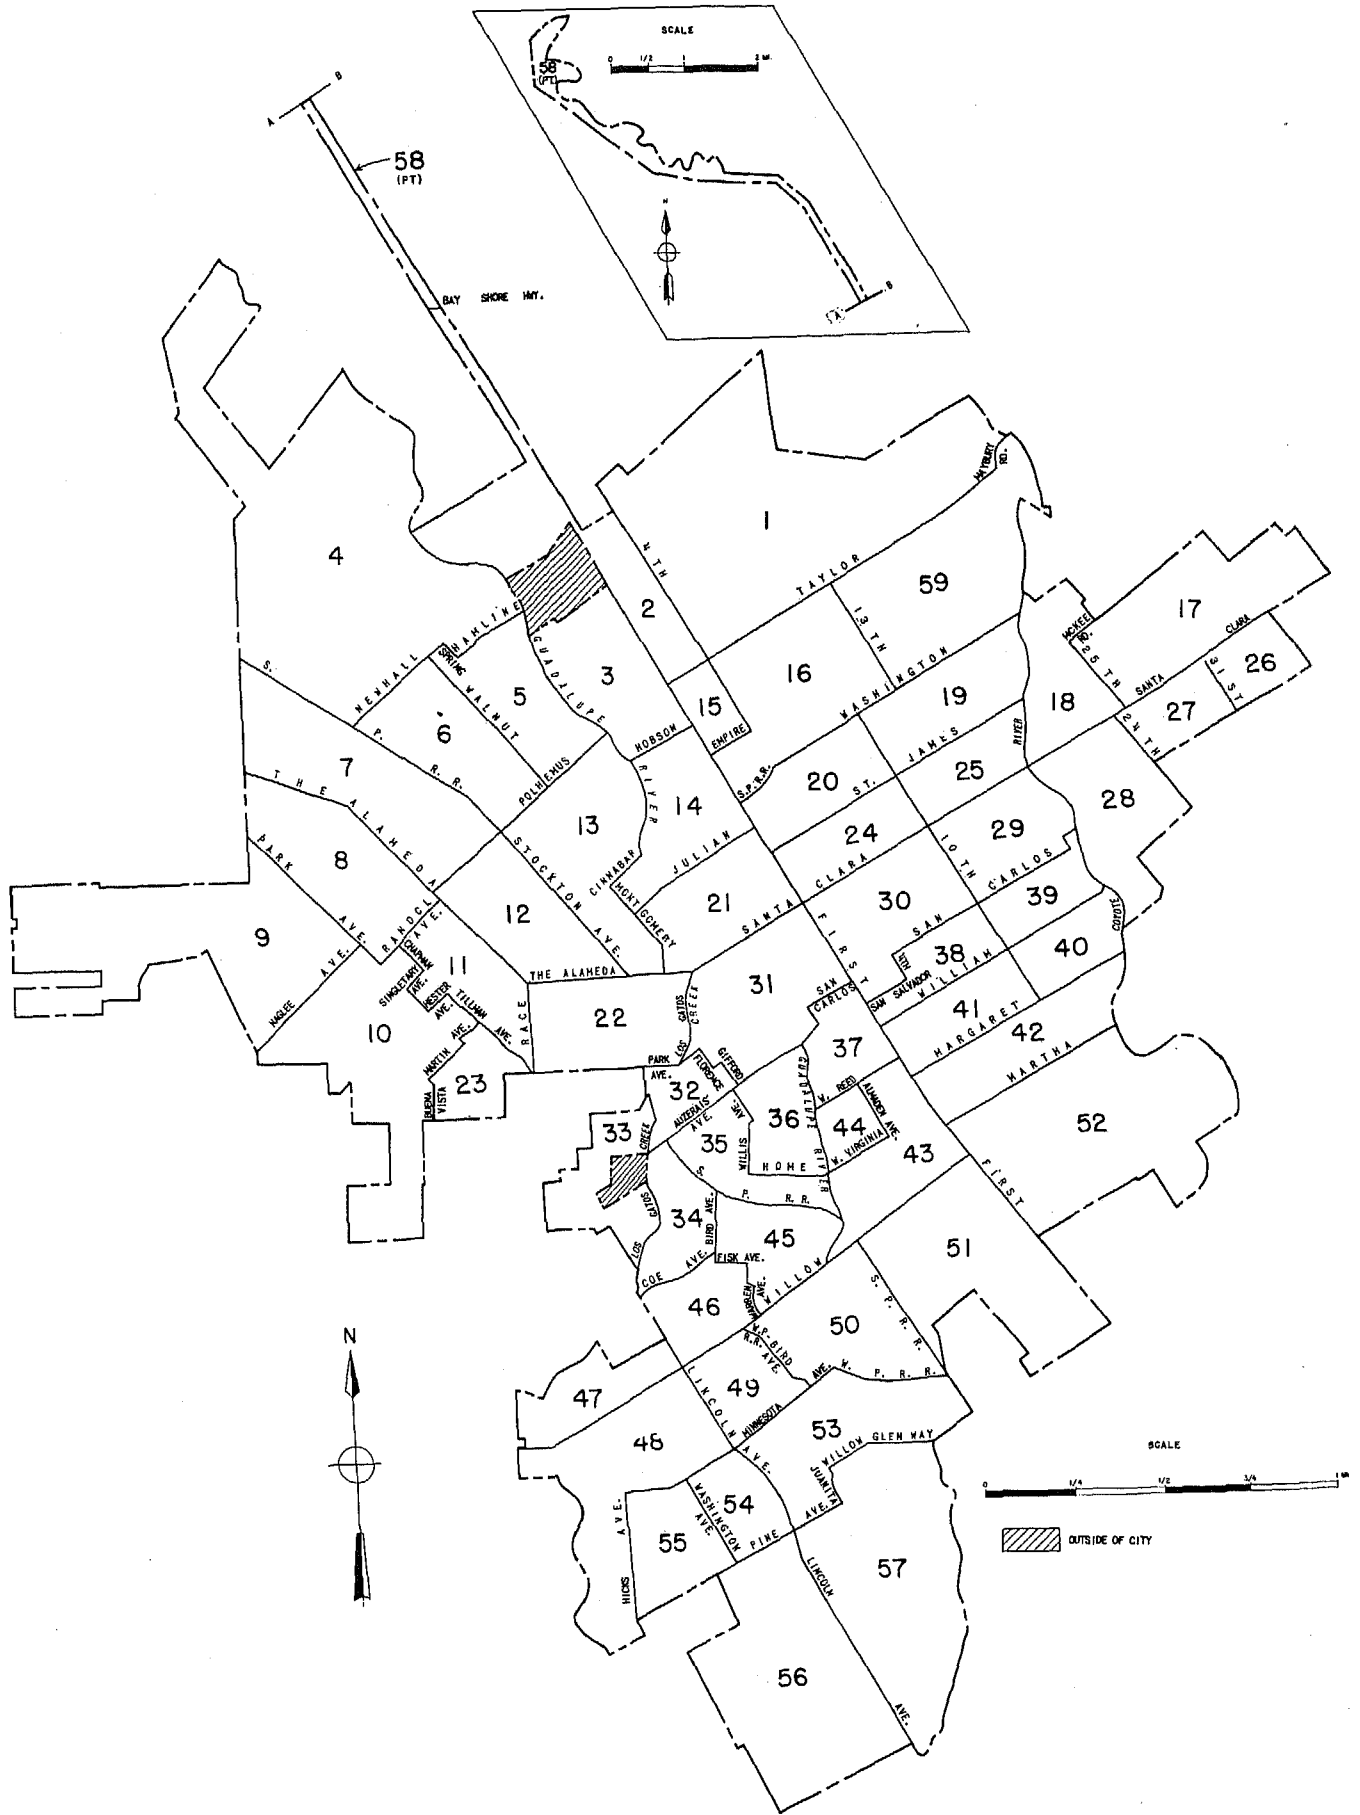 SCALE
0 1/2 1 2 MI.
58
(PT)
N
A
B
B
A
58
(PT)
BAY SHORE HWY.
MAYBURY RD.
1
4 TH
TAYLOR
4
2
59
13 TH
17
MCKEE RD.
25 TH
SANTA CLARA
31 ST
26
HAMLINE
SPRING
NEWHALL
WALNUT
GUADALUPE
3
5
6
S. P. R. R.
16
15
WASHINGTON
19
18
27
24 TH
EMPIRE
HOBSON
RIVER
ST. JAMES
RIVER
7
THE ALAMEDA
POLHEMUS
S.P.R.R.
20
25
28
14
13
STOCKTON AVE.
CINNABAR
JULIAN
MONTGOMERY
24
29
10 TH
8
PARK AVE.
SANTA CLARA
21
30
SAN CARLOS
39
12
9
NAGLEE AVE.
CHAPMAN
SINGLETARY AVE.
HESTER AVE.
TILLMAN AVE.
11
THE ALAMEDA
31
FIRST
4TH
SAN SALVADOR
38
WILLIAM
40
COYOTE
10
RACE
22
LOS GATOS CREEK
SAN CARLOS
41
MARGARET
42
MARTHA
MARTIN AVE.
23
BUENA VISTA
PARK AVE.
32
FLORENCE
GIFFORD
37
W. REED
ALMADEN AVE.
44
W. VIRGINIA
GUADALUPE RIVER
52
33
AUZERAIS AVE.
35
WILLIS AVE.
36
HOME
43
FIRST
LOS GATOS CREEK
S. P. R. R.
34
BIRD AVE.
45
COE AVE.
FISK AVE.
WARREN AVE.
WILLOW
51
46
S. P. R. R.
50
W.P. R.R.
BIRD AVE.
49
N
47
LINCOLN AVE.
MINNESOTA AVE.
W. P. R. R.
48
53
WILLOW GLEN WAY
JUANITA AVE.
54
WASHINGTON AVE.
PINE
HICKS AVE.
55
57
LINCOLN AVE.
56
SCALE
0 1/4 1/2 3/4 1
OUTSIDE OF CITY